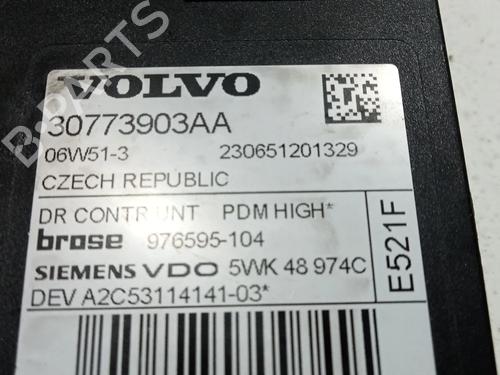 B-PARTS
VOLVO
30773903AA
06W51-3 230651201329
CZECH REPUBLIC
DR CONTR UNT PDM HIGH*
brose 976595-104
SIEMENS VDO 5WK 48 974C
DEV A2C53114141-03*
E521F